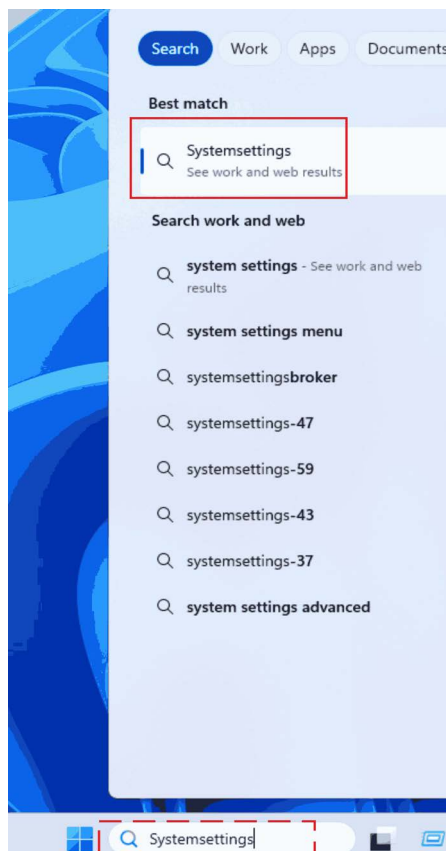 Search Work Apps Documents
Best match
Systemsettings
See work and web results
Search work and web
system settings - See work and web
results
system settings menu
systemsettingsbroker
systemsettings-47
systemsettings-59
systemsettings-43
systemsettings-37
system settings advanced
Systemsettings